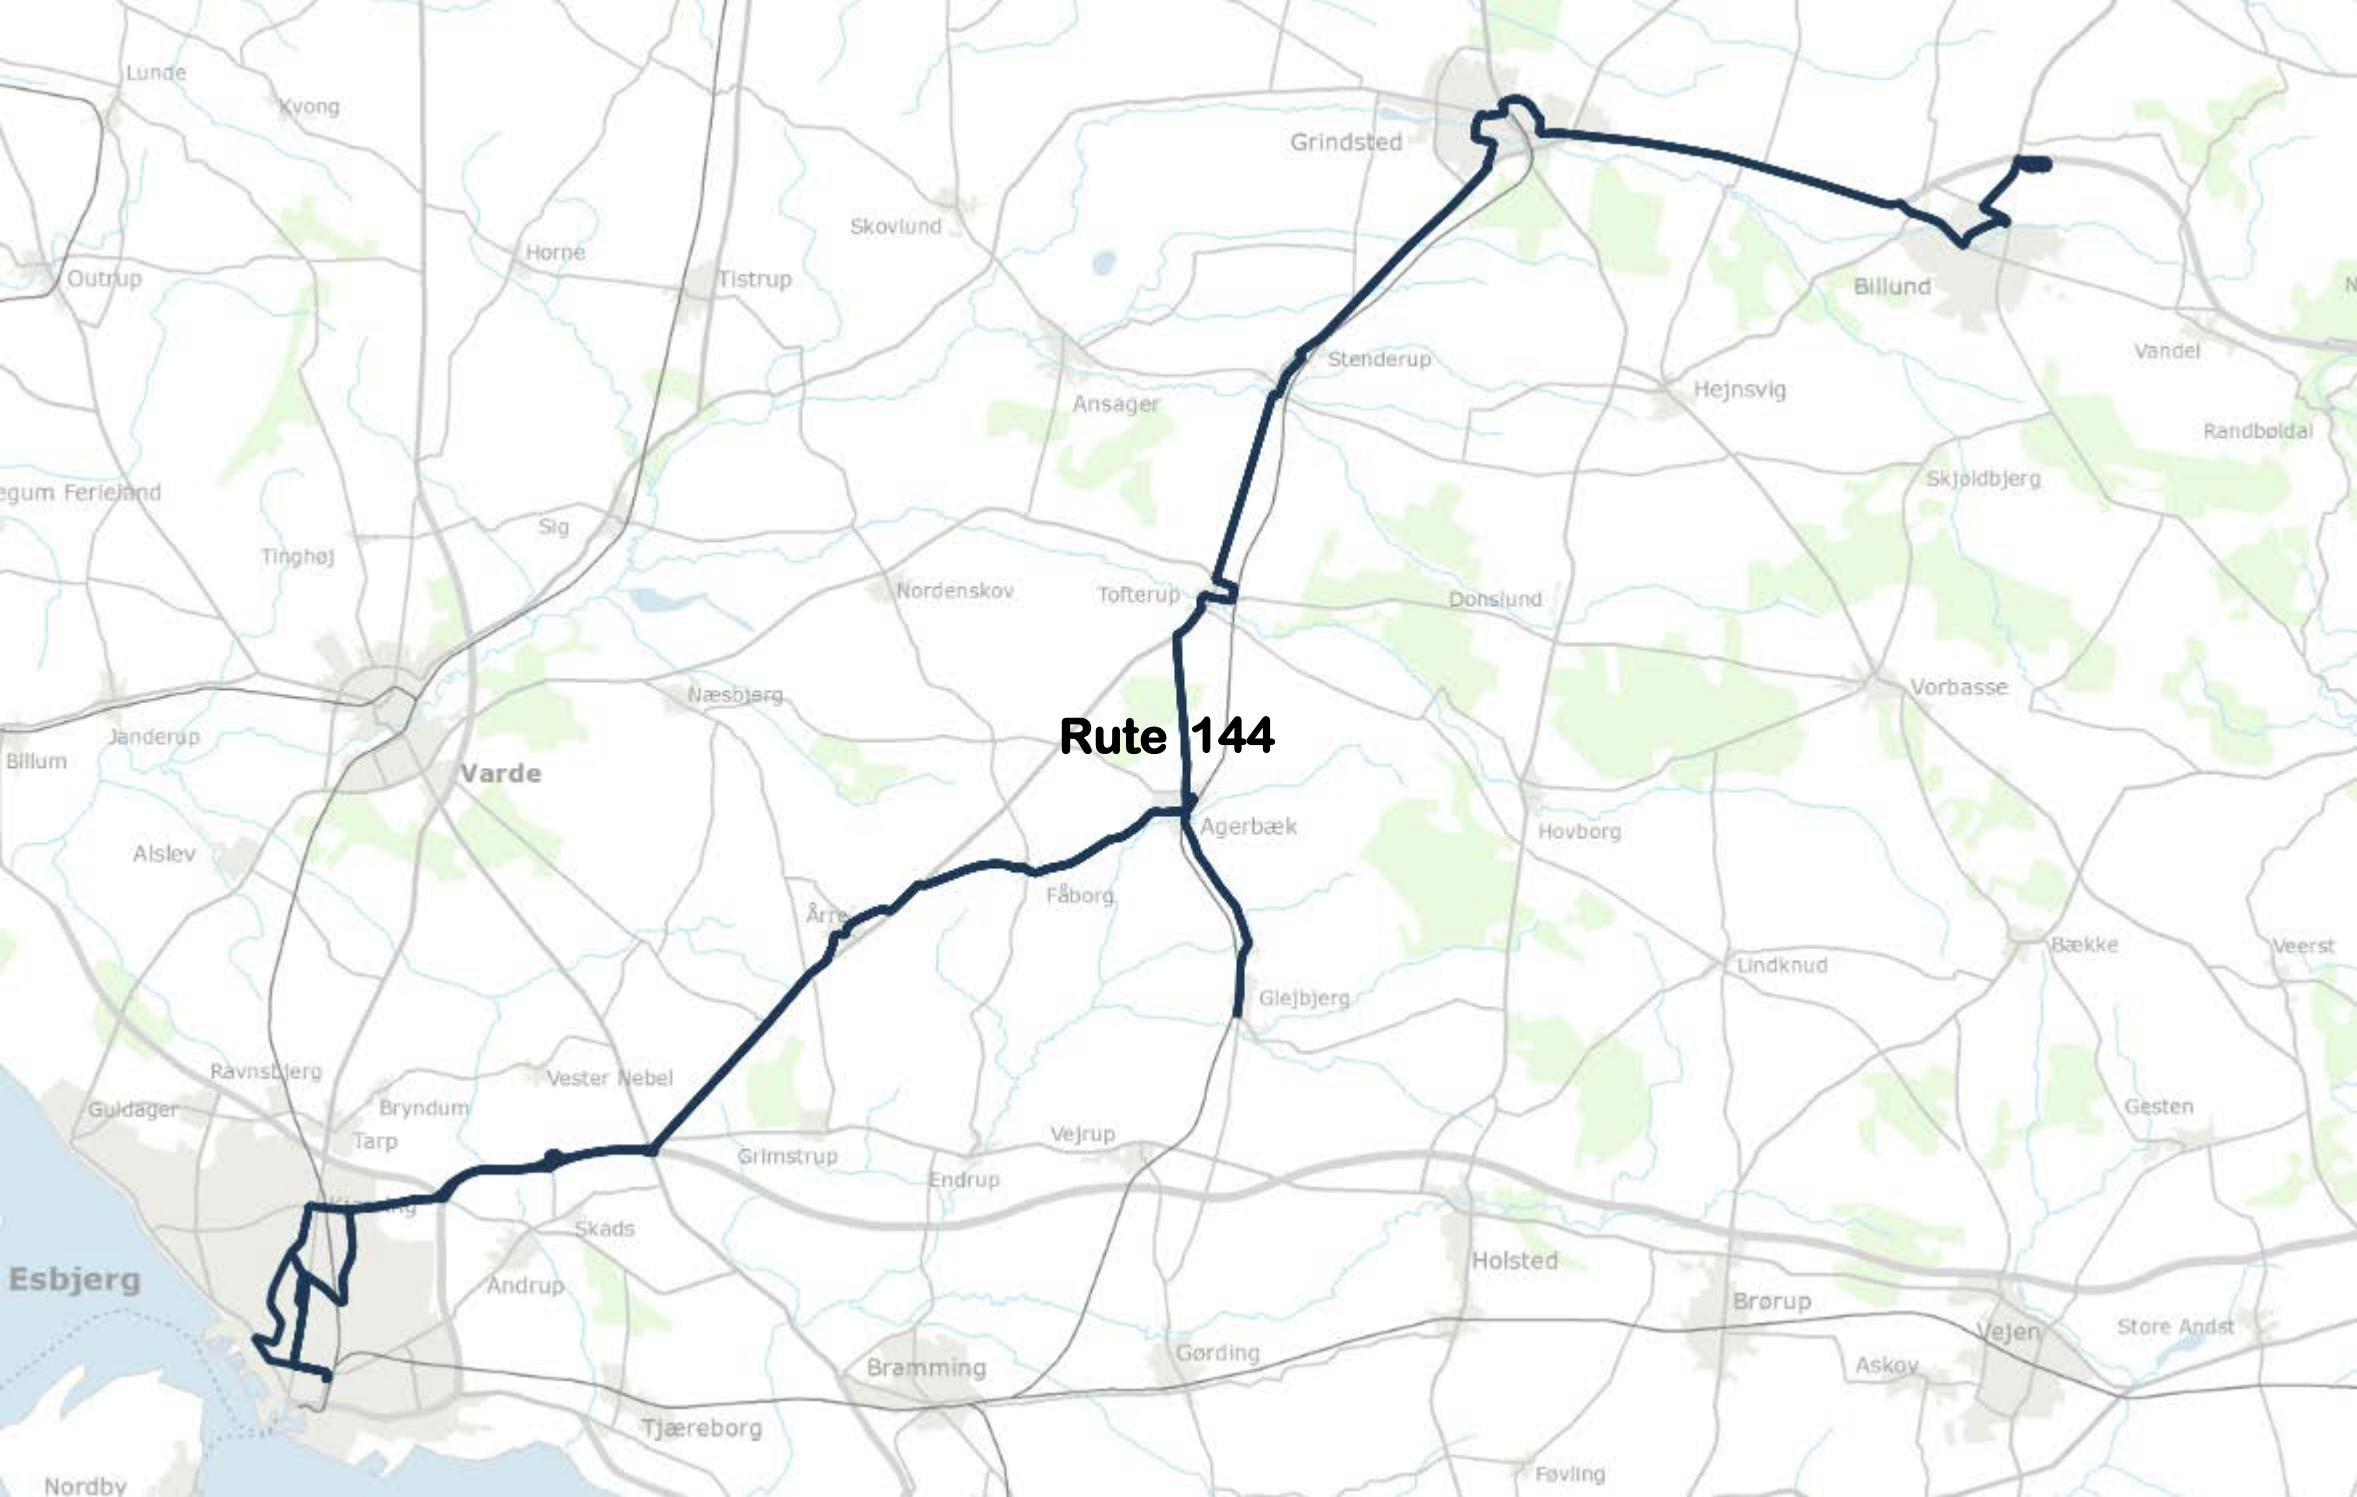 Lunde
Kvong
Grindsted
Skovlund
Horne
Tistrup
Outrup
Billund
Vandel
Stenderup
Hejnsvig
Ansager
Randbøldal
Skjoldbjerg
egum Ferieland
Sig
Tinghøj
Nordenskov
Tofterup
Donslund
Næsbjerg
Vorbasse
Janderup
Rute 144
Billum
Varde
Agerbæk
Hovborg
Alslev
Fåborg
Årre
Bække
Veerst
Lindknud
Glejbjerg
Ravnsbjerg
Vester Nebel
Guldager
Bryndum
Gesten
Tarp
Vejrup
Grimstrup
Endrup
Skads
Holsted
Esbjerg
Andrup
Brørup
Vejen
Store Andst
Gørding
Bramming
Askov
Tjæreborg
Føvling
Nordby